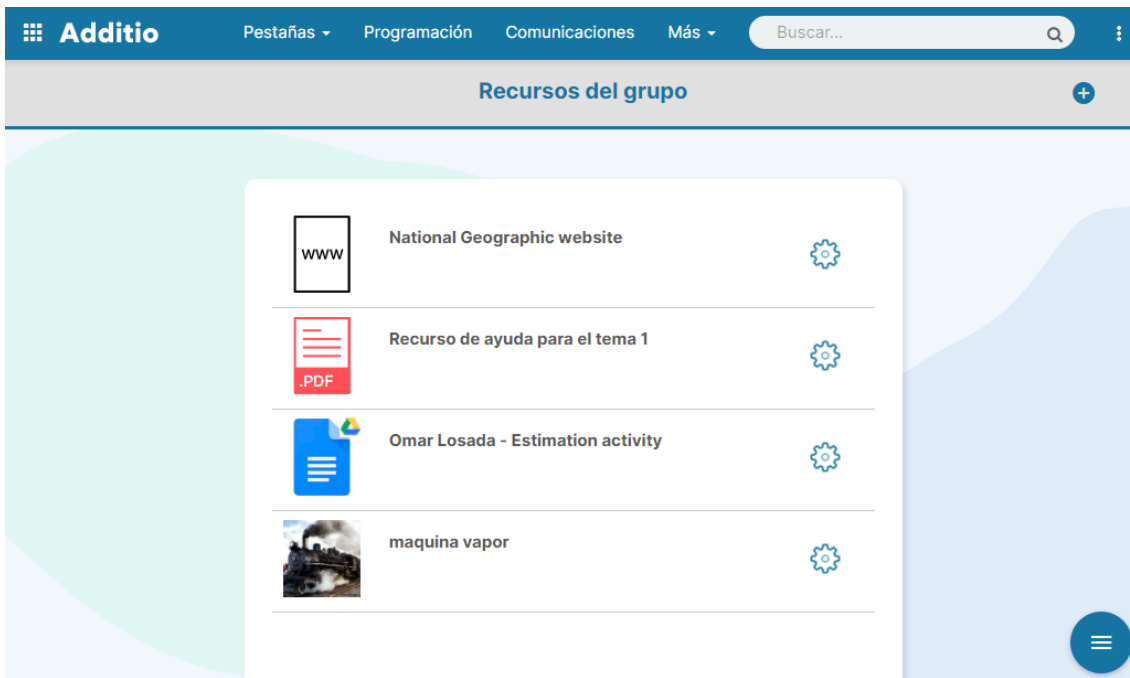 Additio
Pestañas
Programación
Comunicaciones
Más
Buscar...
Recursos del grupo
www
National Geographic website
.PDF
Recurso de ayuda para el tema 1
Omar Losada - Estimation activity
maquina vapor